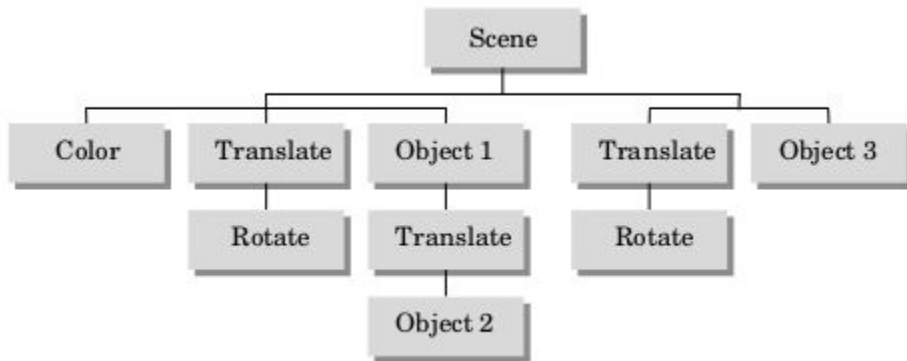 Scene
Color
Translate
Object 1
Translate
Object 3
Rotate
Translate
Rotate
Object 2